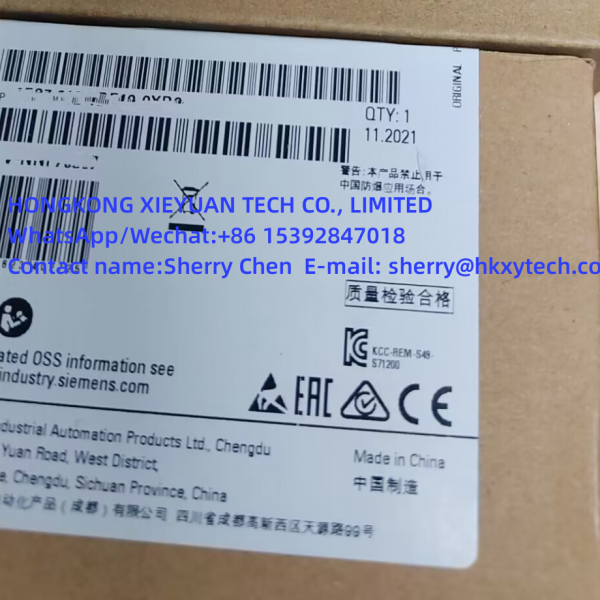 ORIGINAL
QTY: 1
11.2021
警告:本产品禁止用于
中国防爆应用场合。
HONGKONG XIEYUAN TECH CO., LIMITED
WhatsApp/Wechat:+86 15392847018
Contact name:Sherry Chen E-mail: sherry@hkxytech.co
质量检验合格
KCC-REM-S49-
S71200
ated OSS information see
industry.siemens.com
EAC
CE
ndustrial Automation Products Ltd., Chengdu
Yuan Road, West District,
e, Chengdu, Sichuan Province, China
Made in China
中国制造
动化产品(成都)有限公司 四川省成都高新西区天源路99号